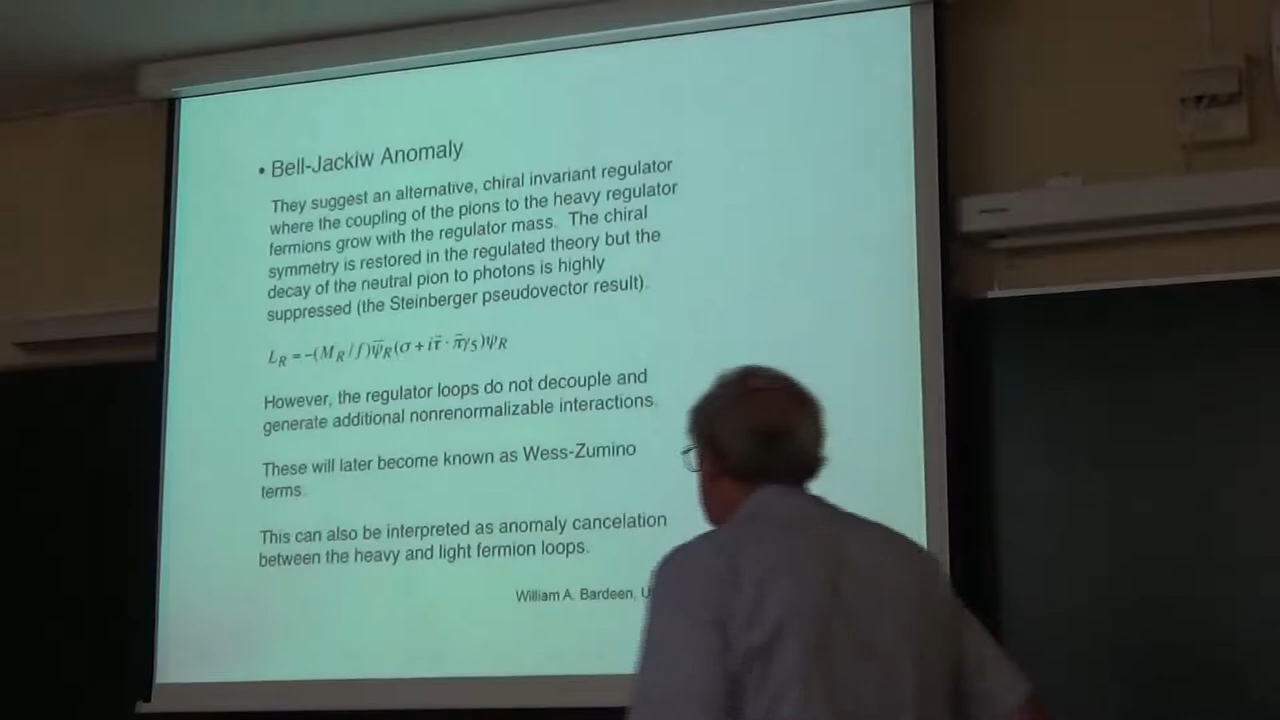 • Bell-Jackiw Anomaly
They suggest an alternative, chiral invariant regulator
where the coupling of the pions to the heavy regulator
fermions grow with the regulator mass. The chiral
symmetry is restored in the regulated theory but the
decay of the neutral pion to photons is highly
suppressed (the Steinberger pseudovector result).
L_R = -(M_R / f)ψ̄_R(σ + iτ⃗ · π⃗γ₅)ψ_R
However, the regulator loops do not decouple and
generate additional nonrenormalizable interactions.
These will later become known as Wess-Zumino
terms.
This can also be interpreted as anomaly cancelation
between the heavy and light fermion loops.
William A. Bardeen,